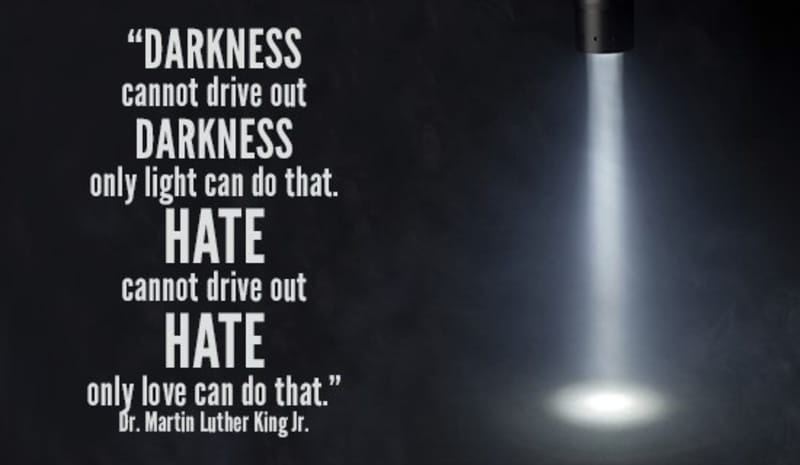 “DARKNESS
cannot drive out
DARKNESS
only light can do that.
HATE
cannot drive out
HATE
only love can do that.”
Dr. Martin Luther King Jr.